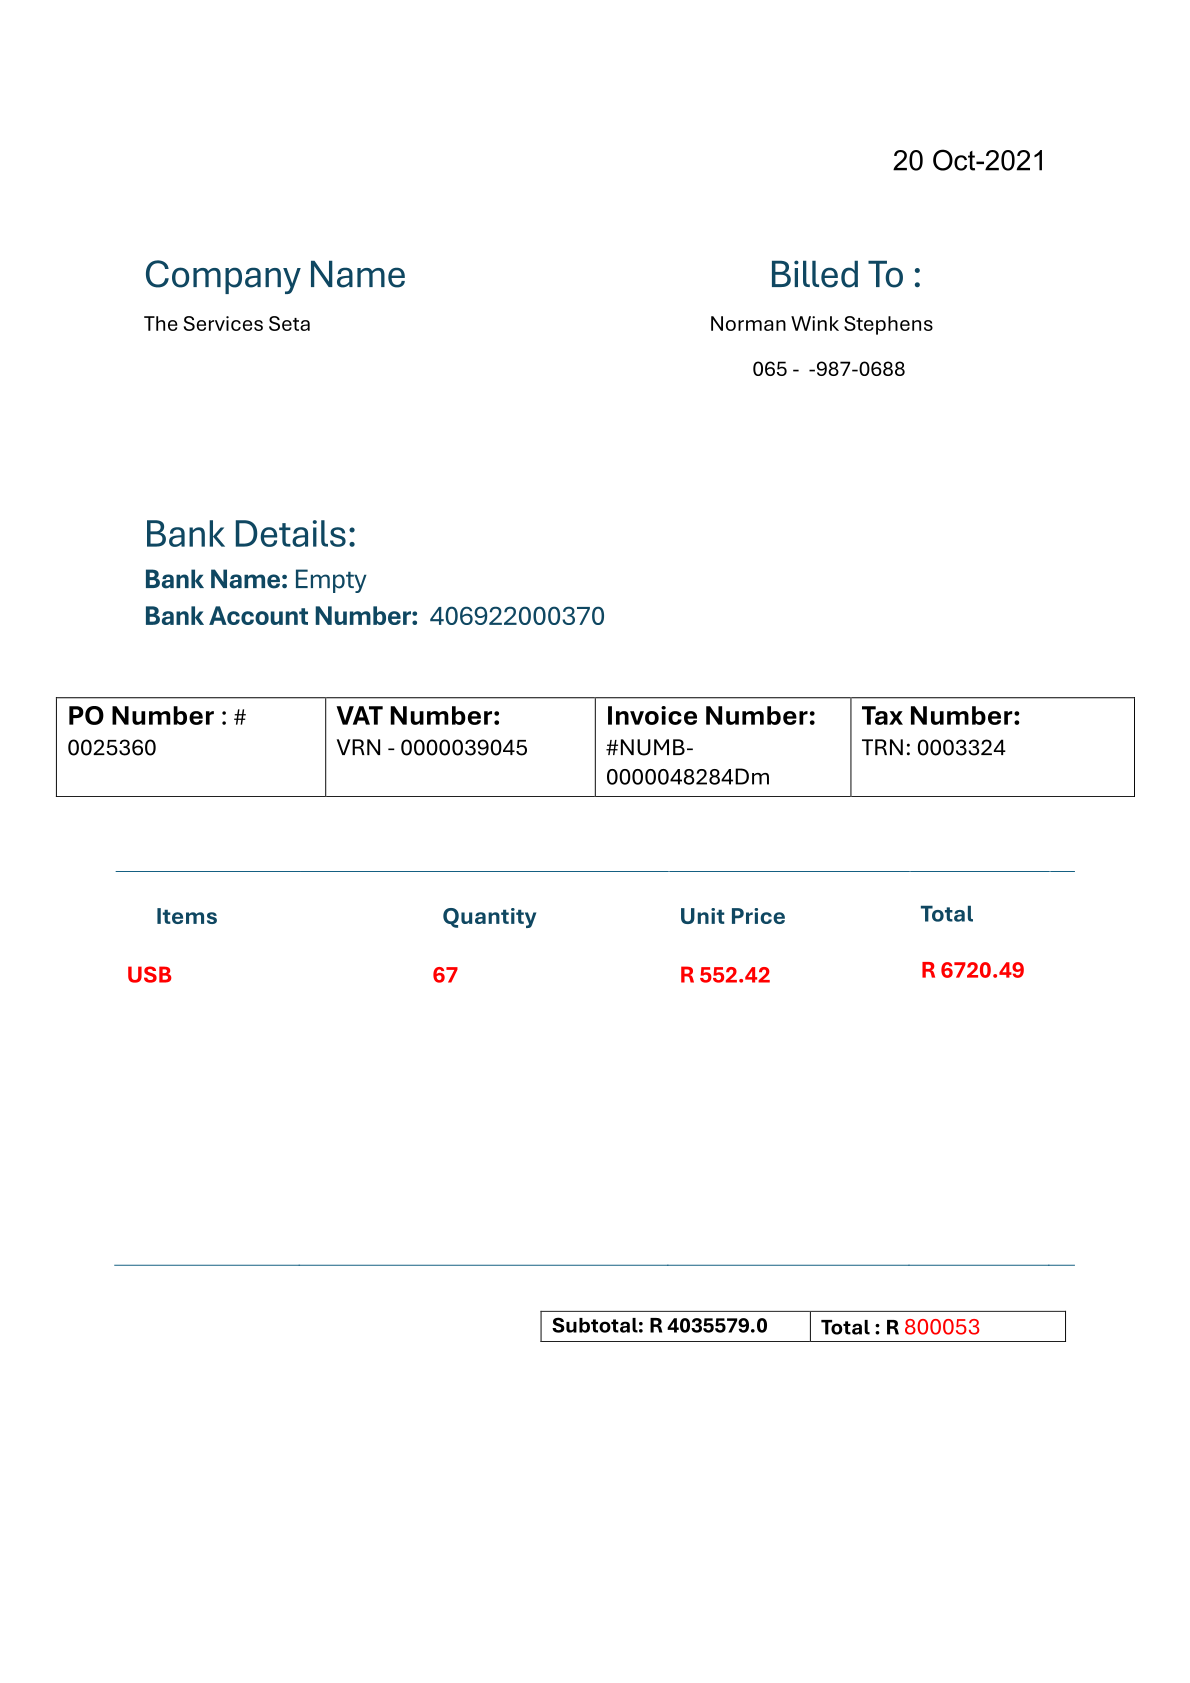 20 Oct-2021
Company Name
Billed To :
The Services Seta
Norman Wink Stephens
065 -  -987-0688
Bank Details:
Bank Name: Empty
Bank Account Number:  406922000370
PO Number : #
0025360
VAT Number:
VRN - 0000039045
Invoice Number:
#NUMB-
0000048284Dm
Tax Number:
TRN: 0003324
Items Quantity Unit Price Total
USB 67 R 552.42 R 6720.49
Subtotal: R 4035579.0 Total : R 800053